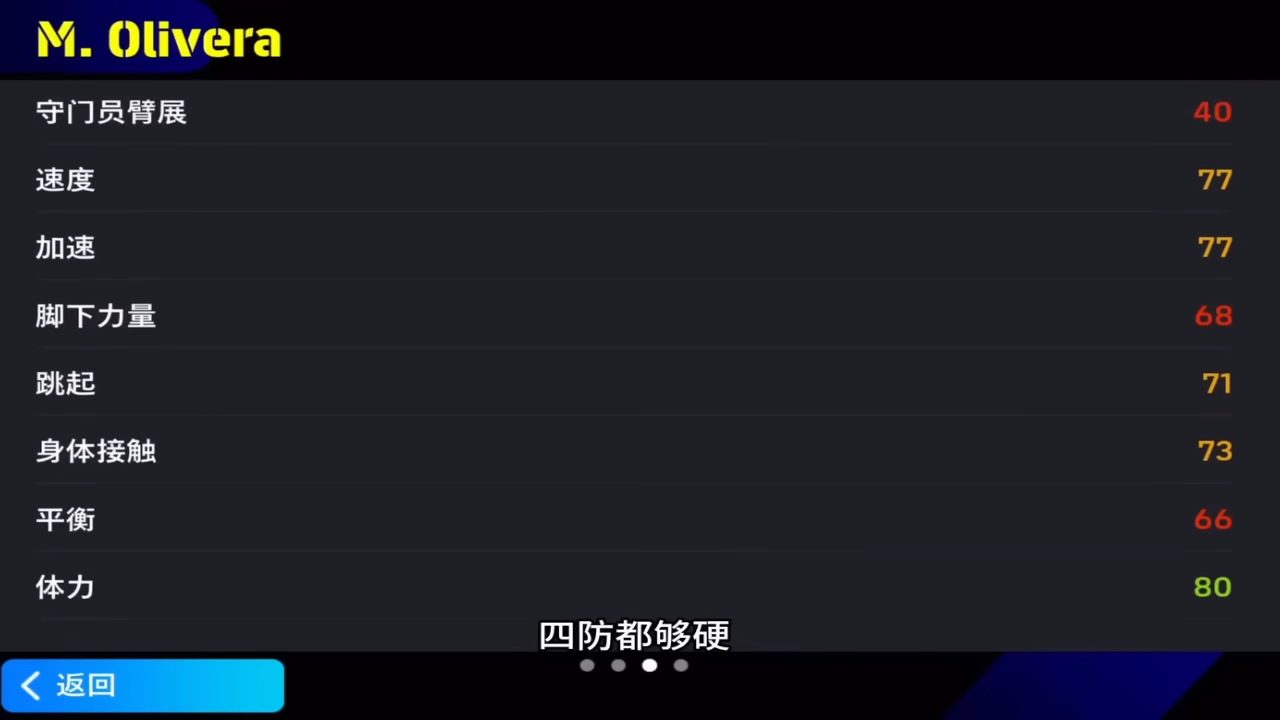 M. Olivera
守门员臂展 40
速度 77
加速 77
脚下力量 68
跳起 71
身体接触 73
平衡 66
体力 80
四防都够硬
返回